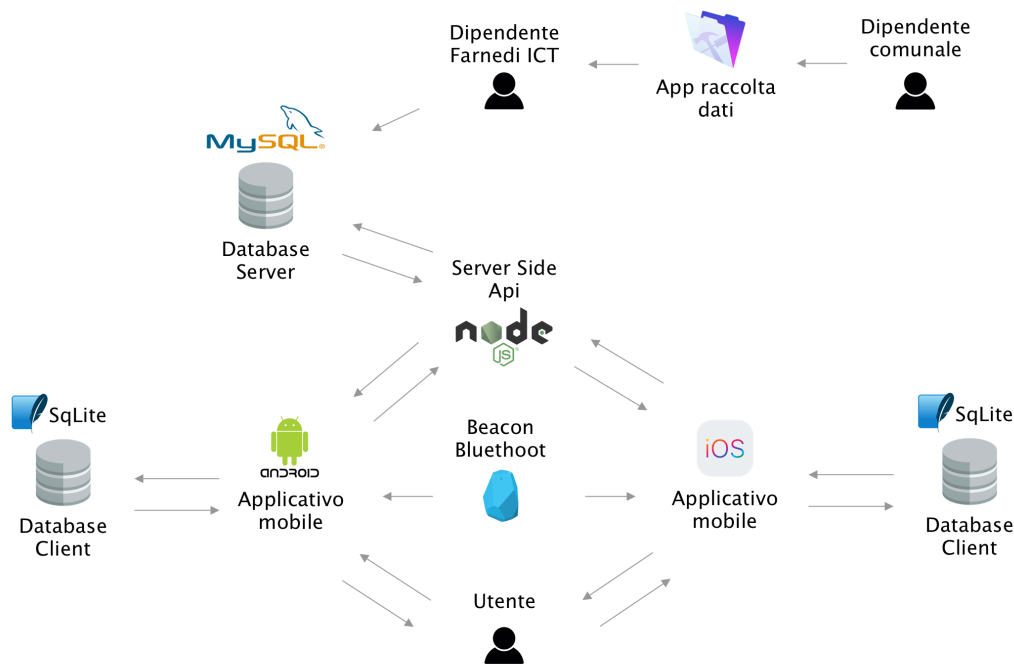 Dipendente
Farnedi ICT
App raccolta
dati
Dipendente
comunale
MySQL®
Database
Server
Server Side
Api
node
JS
SqLite
Database
Client
ANDROID
Applicativo
mobile
Beacon
Bluethoot
iOS
Applicativo
mobile
SqLite
Database
Client
Utente